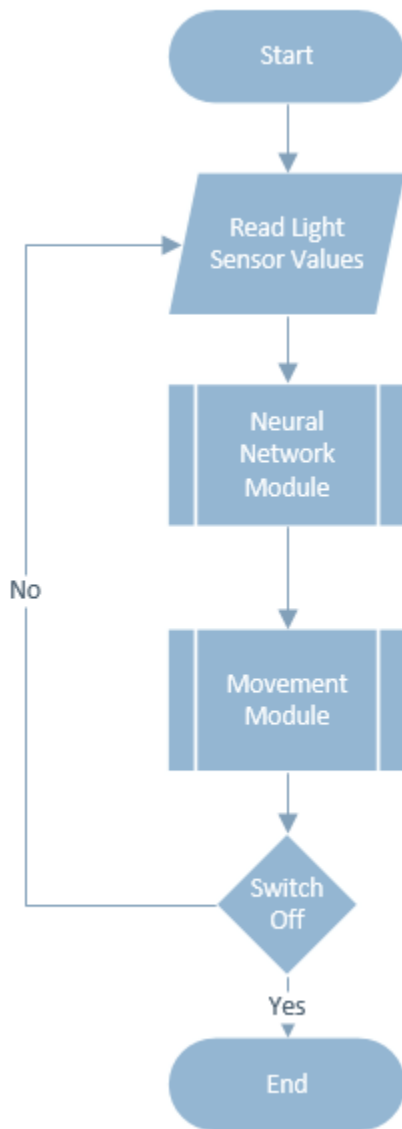 Start
Read Light
Sensor Values
Neural
Network
Module
No
Movement
Module
Switch
Off
Yes
End